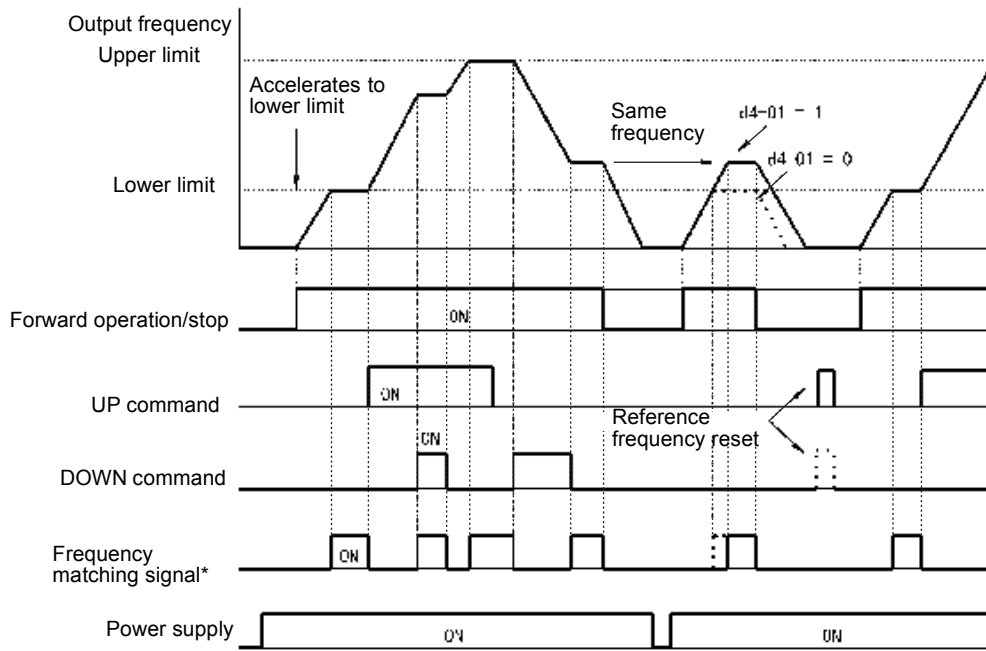 Output frequency
Upper limit
Accelerates to
lower limit
Same
frequency
d4-01 = 1
d4 01 = 0
Lower limit
Forward operation/stop
ON
UP command
ON
Reference
frequency reset
ON
DOWN command
Frequency
matching signal*
ON
Power supply
ON
ON